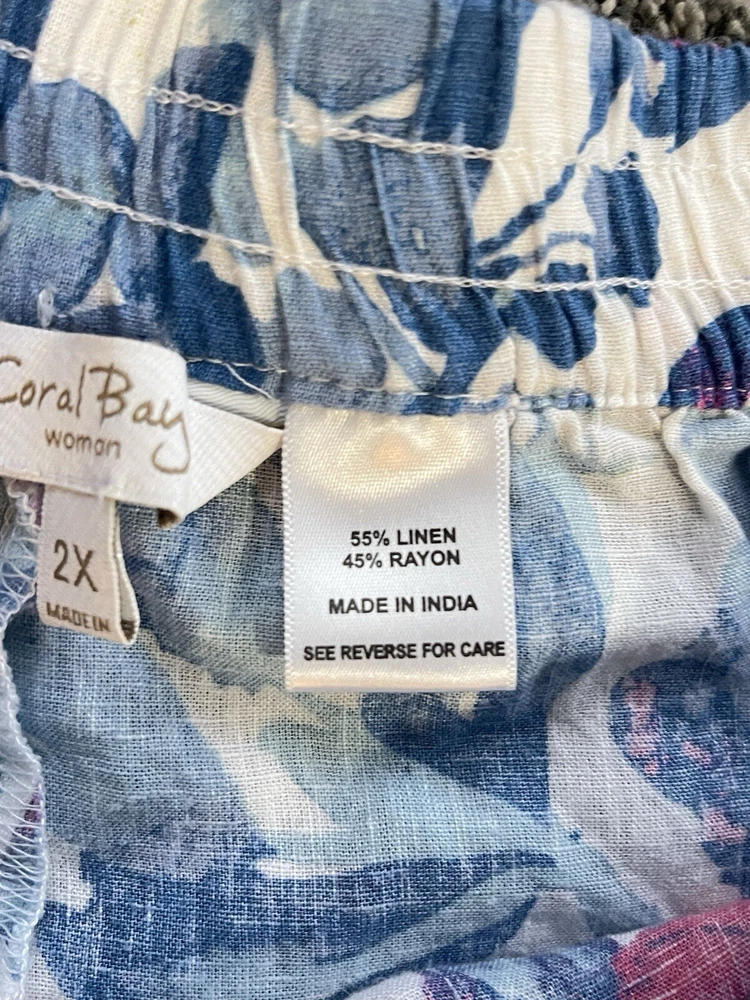 Coral Bay
woman
2X
MADE IN
55% LINEN
45% RAYON
MADE IN INDIA
SEE REVERSE FOR CARE